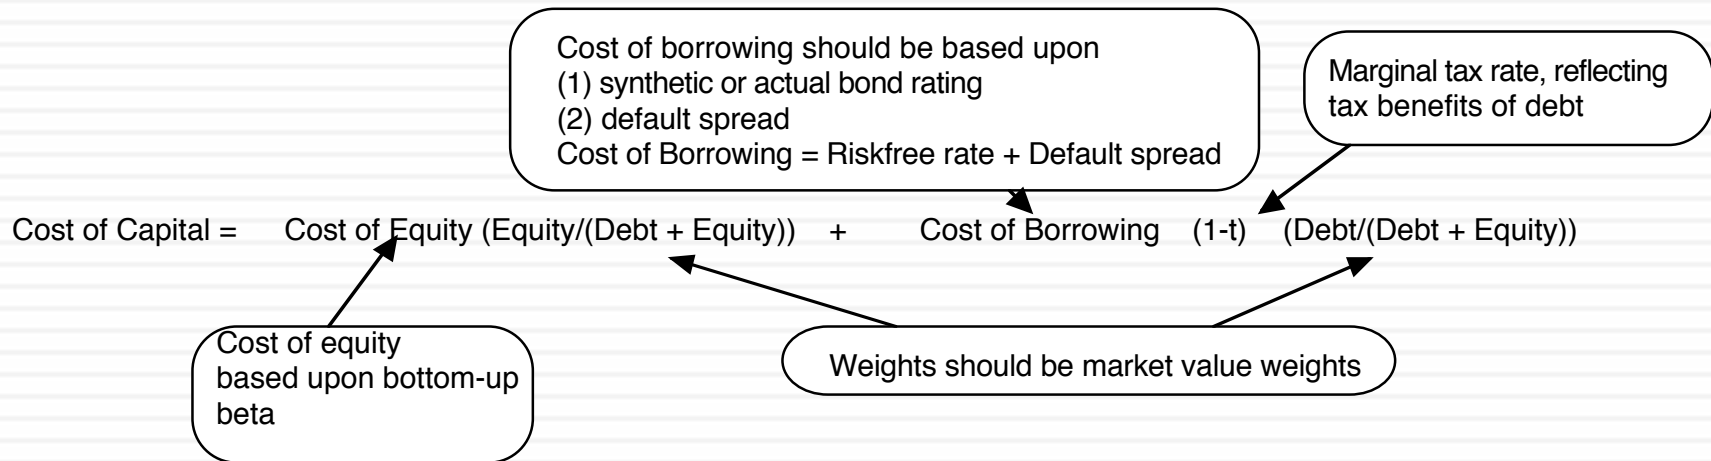 Cost of borrowing should be based upon
(1) synthetic or actual bond rating
(2) default spread
Cost of Borrowing = Riskfree rate + Default spread
Marginal tax rate, reflecting
tax benefits of debt
Cost of Capital = Cost of Equity (Equity/(Debt + Equity)) + Cost of Borrowing (1-t) (Debt/(Debt + Equity))
Cost of equity
based upon bottom-up
beta
Weights should be market value weights